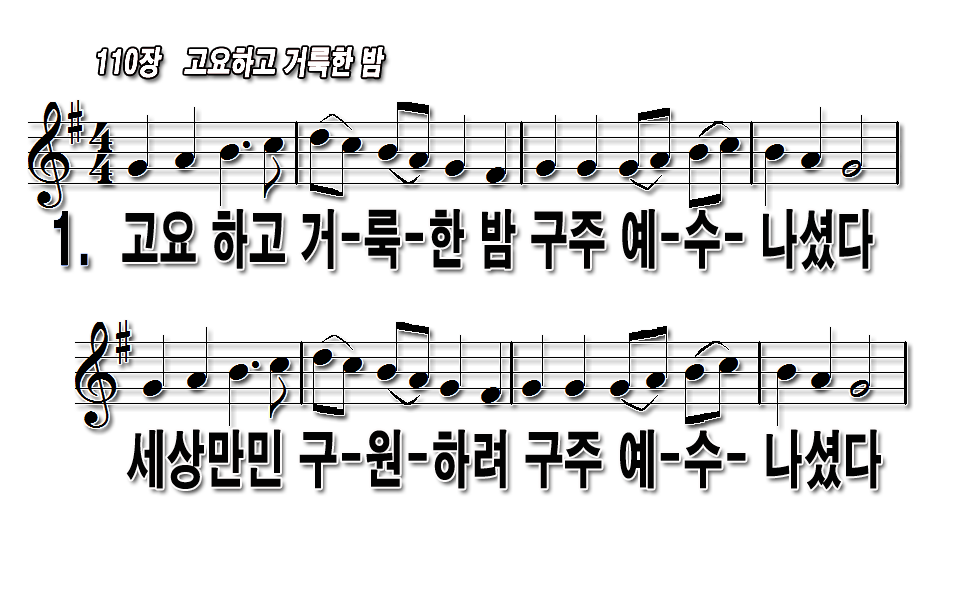 110장 고요하고 거룩한 밤
1. 고요 하고 거-룩-한 밤 구주 예-수- 나셨다
세상만민 구-원-하려 구주 예-수- 나셨다